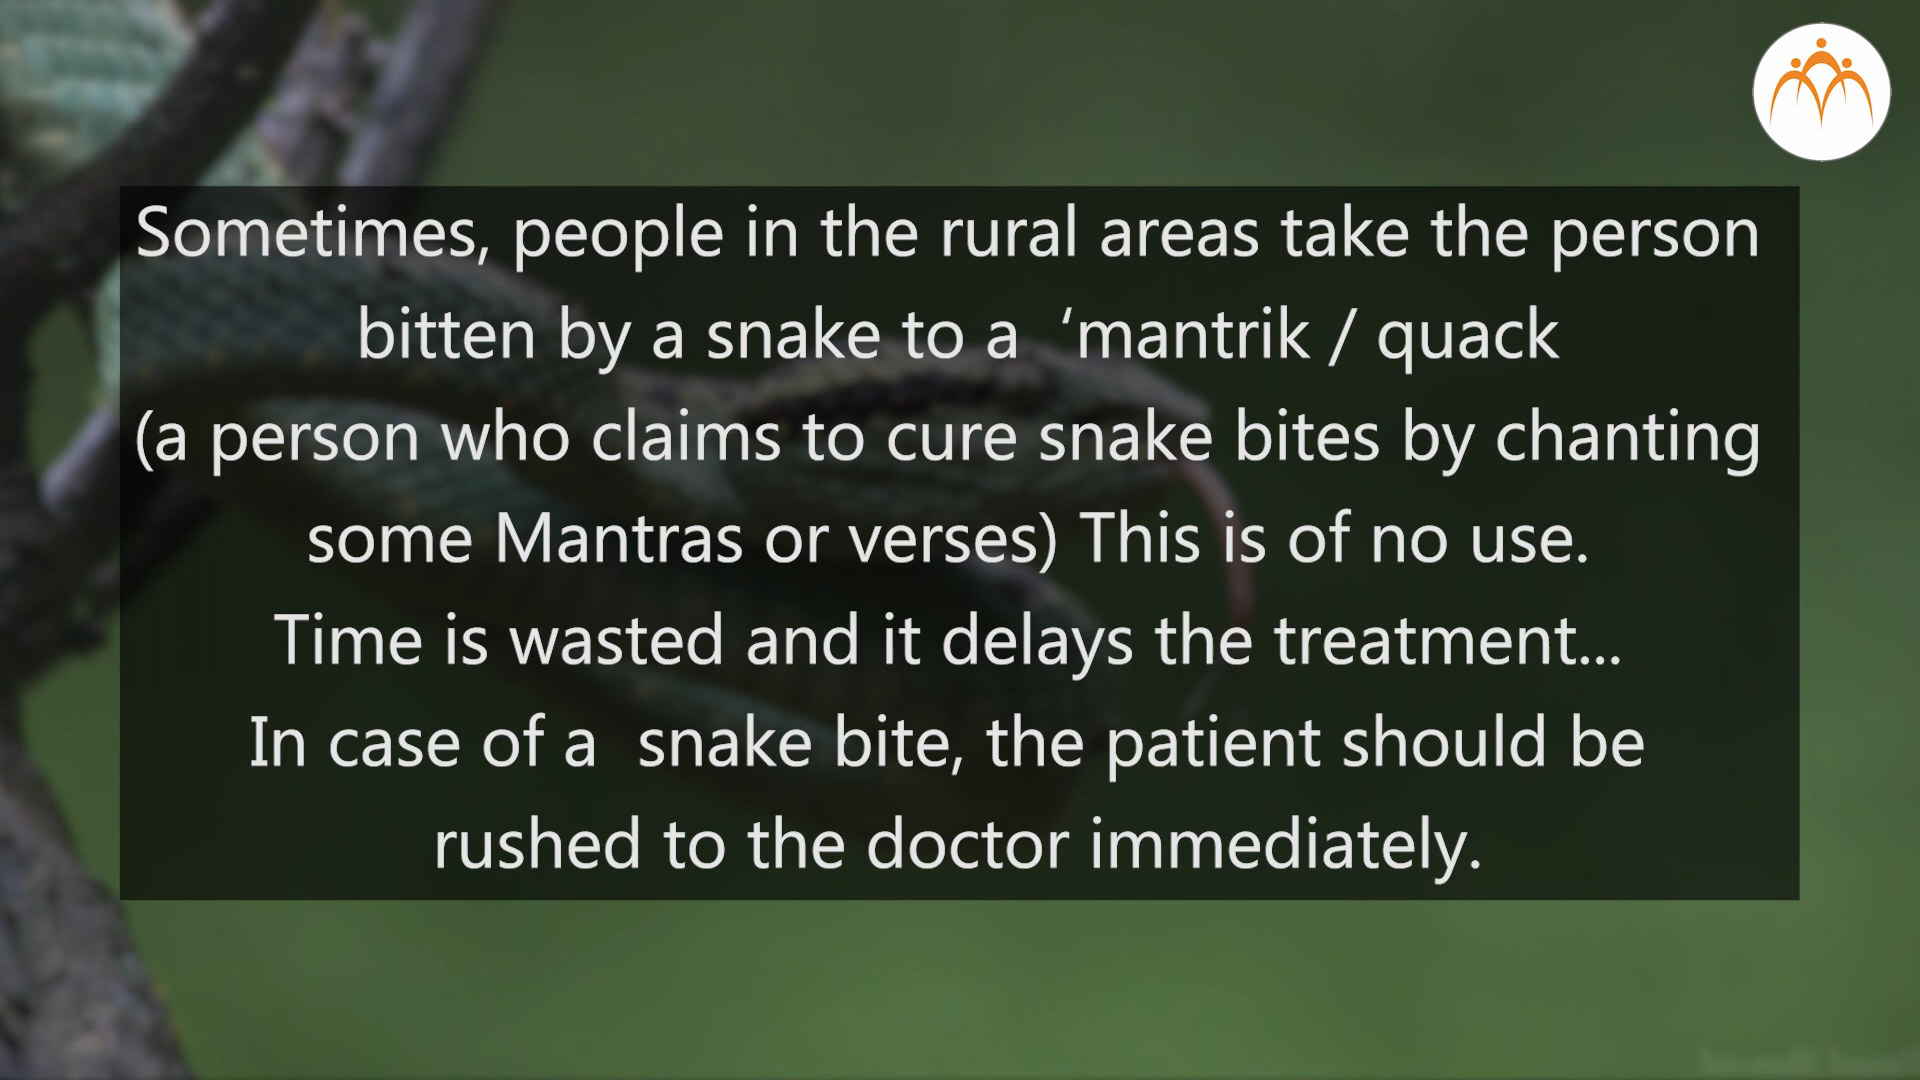 Sometimes, people in the rural areas take the person
bitten by a snake to a  ‘mantrik / quack
(a person who claims to cure snake bites by chanting
some Mantras or verses) This is of no use.
Time is wasted and it delays the treatment...
In case of a  snake bite, the patient should be
rushed to the doctor immediately.